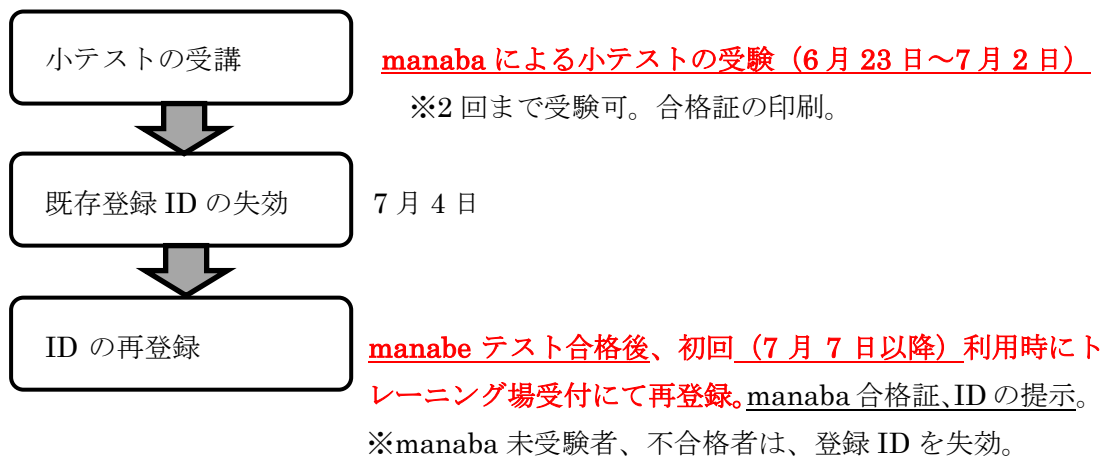 小テストの受講
manaba による小テストの受験（6 月 23 日～7 月 2 日）
※2 回まで受験可。合格証の印刷。
既存登録 ID の失効
7 月 4 日
ID の再登録
manabe テスト合格後、初回（7 月 7 日以降）利用時にト
レーニング場受付にて再登録。manaba 合格証、ID の提示。
※manaba 未受験者、不合格者は、登録 ID を失効。